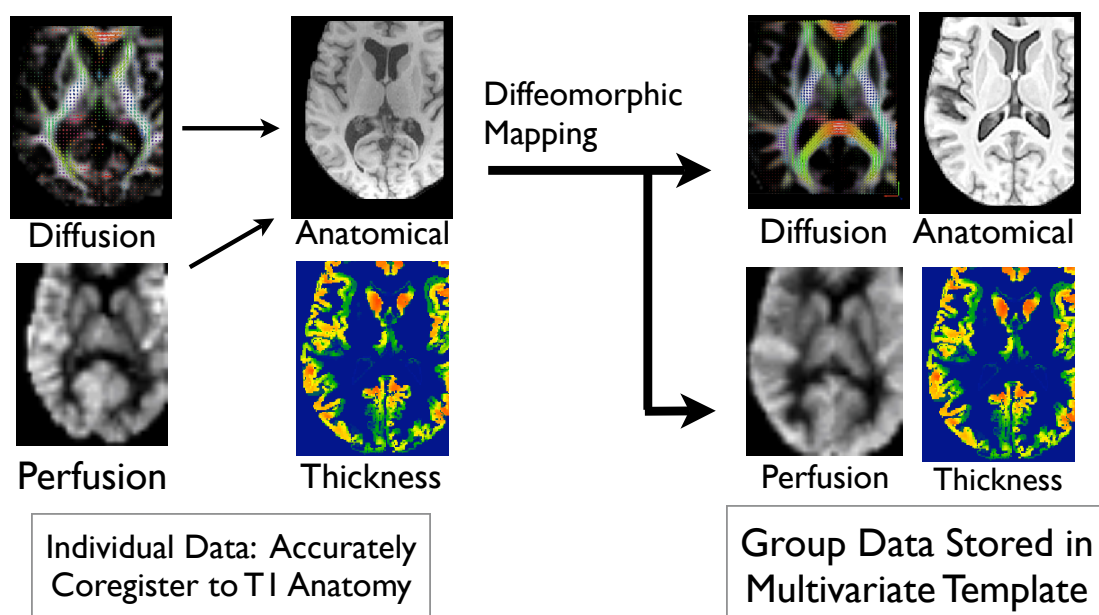 Diffusion
Anatomical
Perfusion
Thickness
Individual Data: Accurately
Coregister to T1 Anatomy
Diffeomorphic
Mapping
Diffusion
Anatomical
Perfusion
Thickness
Group Data Stored in
Multivariate Template